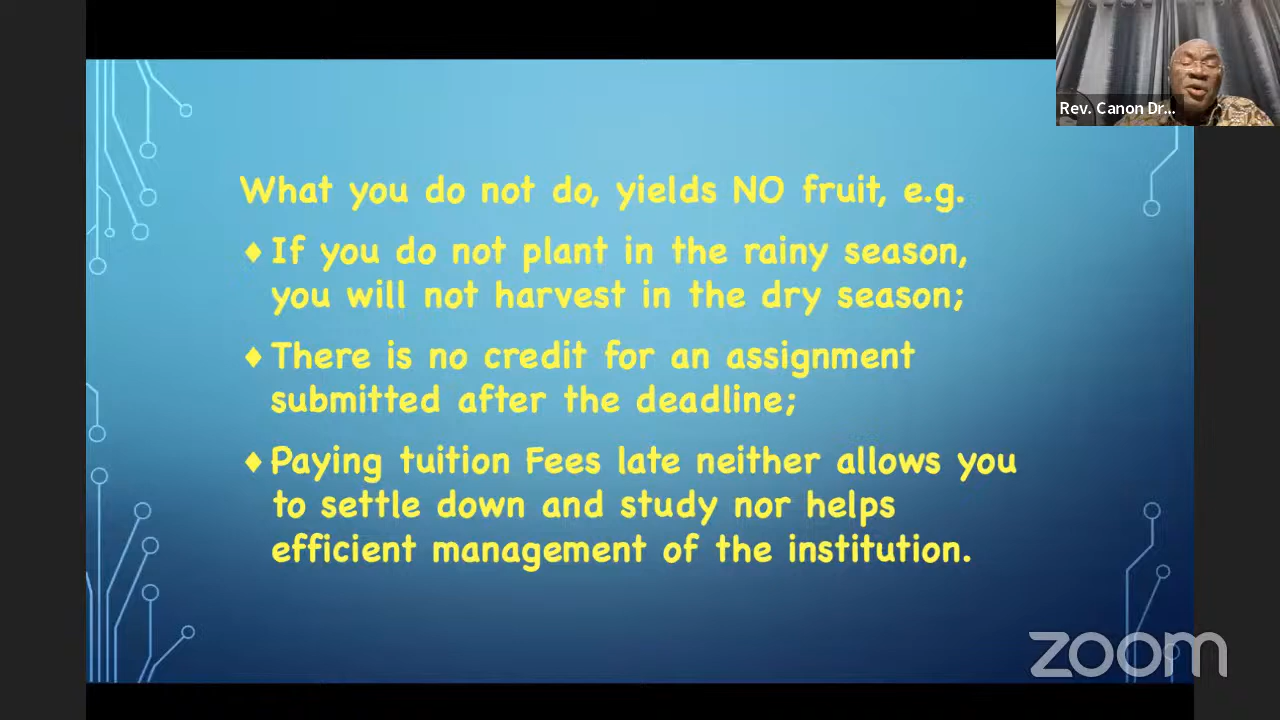 Rev. Canon Dr...
What you do not do, yields NO fruit, e.g.
♦ If you do not plant in the rainy season,
you will not harvest in the dry season;
♦ There is no credit for an assignment
submitted after the deadline;
♦ Paying tuition Fees late neither allows you
to settle down and study nor helps
efficient management of the institution.
zoom